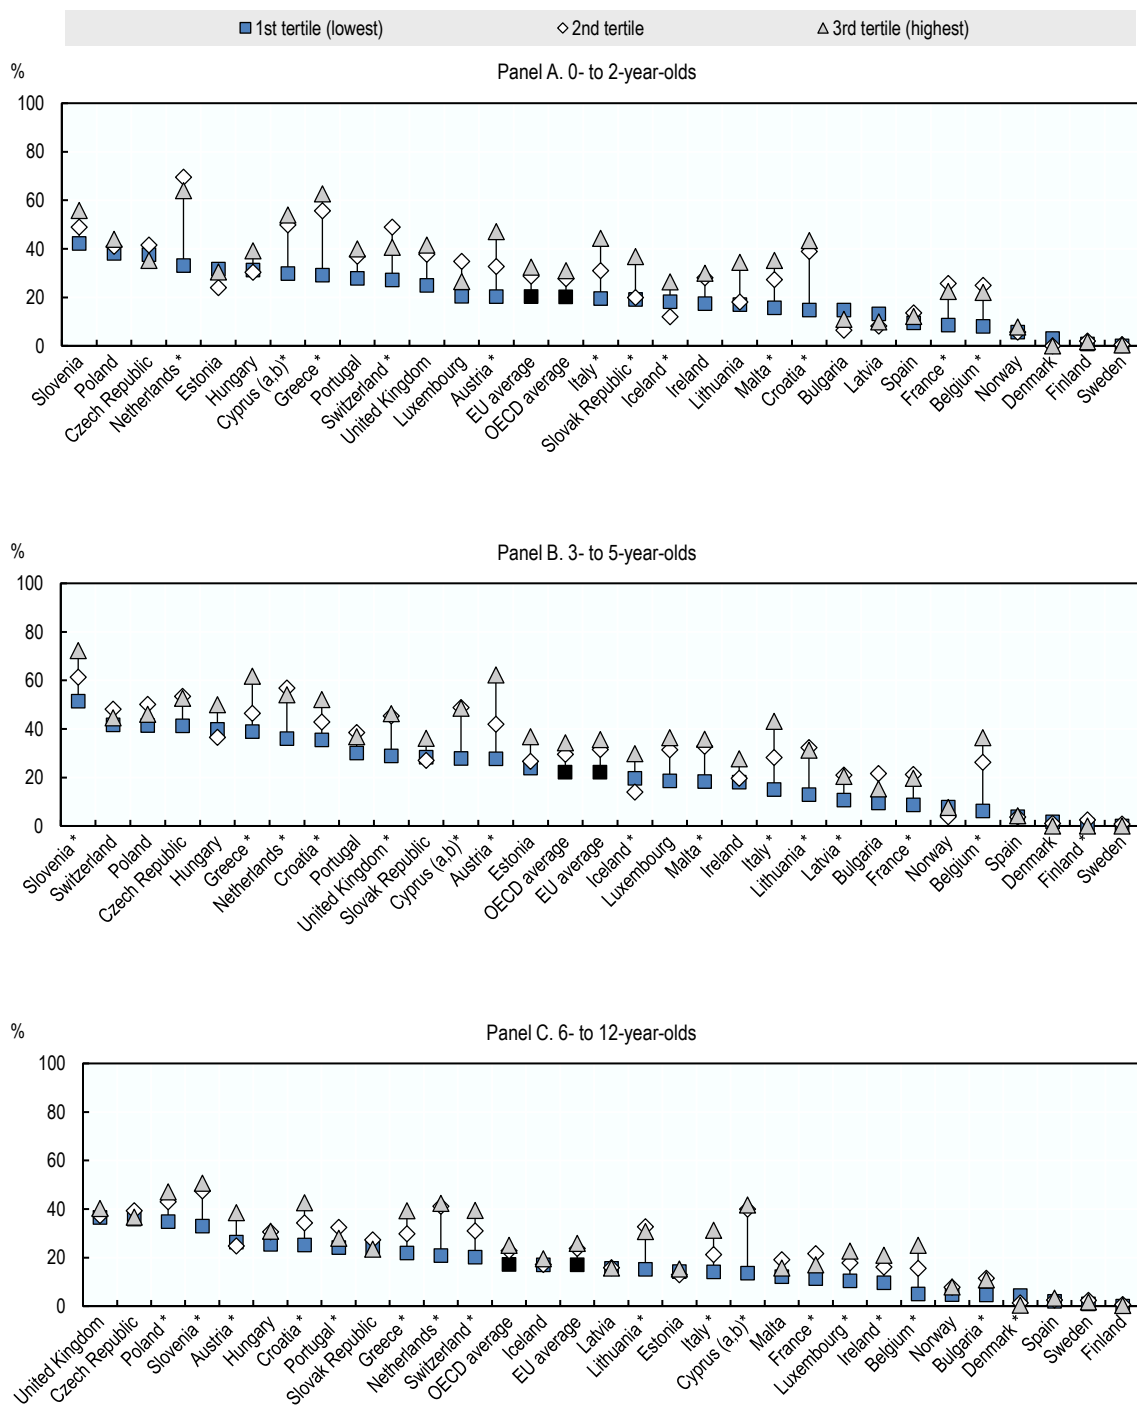 1st tertile (lowest) 2nd tertile 3rd tertile (highest)
% Panel A. 0- to 2-year-olds
100
80
60
40
20
0
Slovenia
Poland
Czech Republic
Netherlands *
Estonia
Hungary
Cyprus (a,b)*
Greece *
Portugal
Switzerland *
United Kingdom
Luxembourg
Austria *
EU average
OECD average
Italy *
Slovak Republic *
Iceland *
Ireland
Lithuania
Malta *
Croatia *
Bulgaria
Latvia
Spain
France *
Belgium *
Norway
Denmark
Finland
Sweden
% Panel B. 3- to 5-year-olds
100
80
60
40
20
0
Slovenia *
Switzerland
Poland
Czech Republic
Hungary
Greece *
Netherlands *
Croatia *
Portugal
United Kingdom *
Slovak Republic
Cyprus (a,b)*
Austria *
Estonia
OECD average
EU average
Iceland *
Luxembourg
Malta *
Ireland
Italy *
Lithuania *
Latvia *
Bulgaria
France *
Norway
Belgium *
Spain
Denmark
Finland *
Sweden
% Panel C. 6- to 12-year-olds
100
80
60
40
20
0
United Kingdom
Czech Republic
Poland *
Slovenia *
Austria *
Hungary
Croatia *
Portugal *
Slovak Republic
Greece *
Netherlands *
Switzerland *
OECD average
Iceland
EU average
Latvia
Lithuania *
Estonia
Italy *
Cyprus (a,b)*
Malta
France *
Luxembourg *
Ireland *
Belgium *
Norway
Bulgaria *
Denmark *
Spain
Sweden
Finland